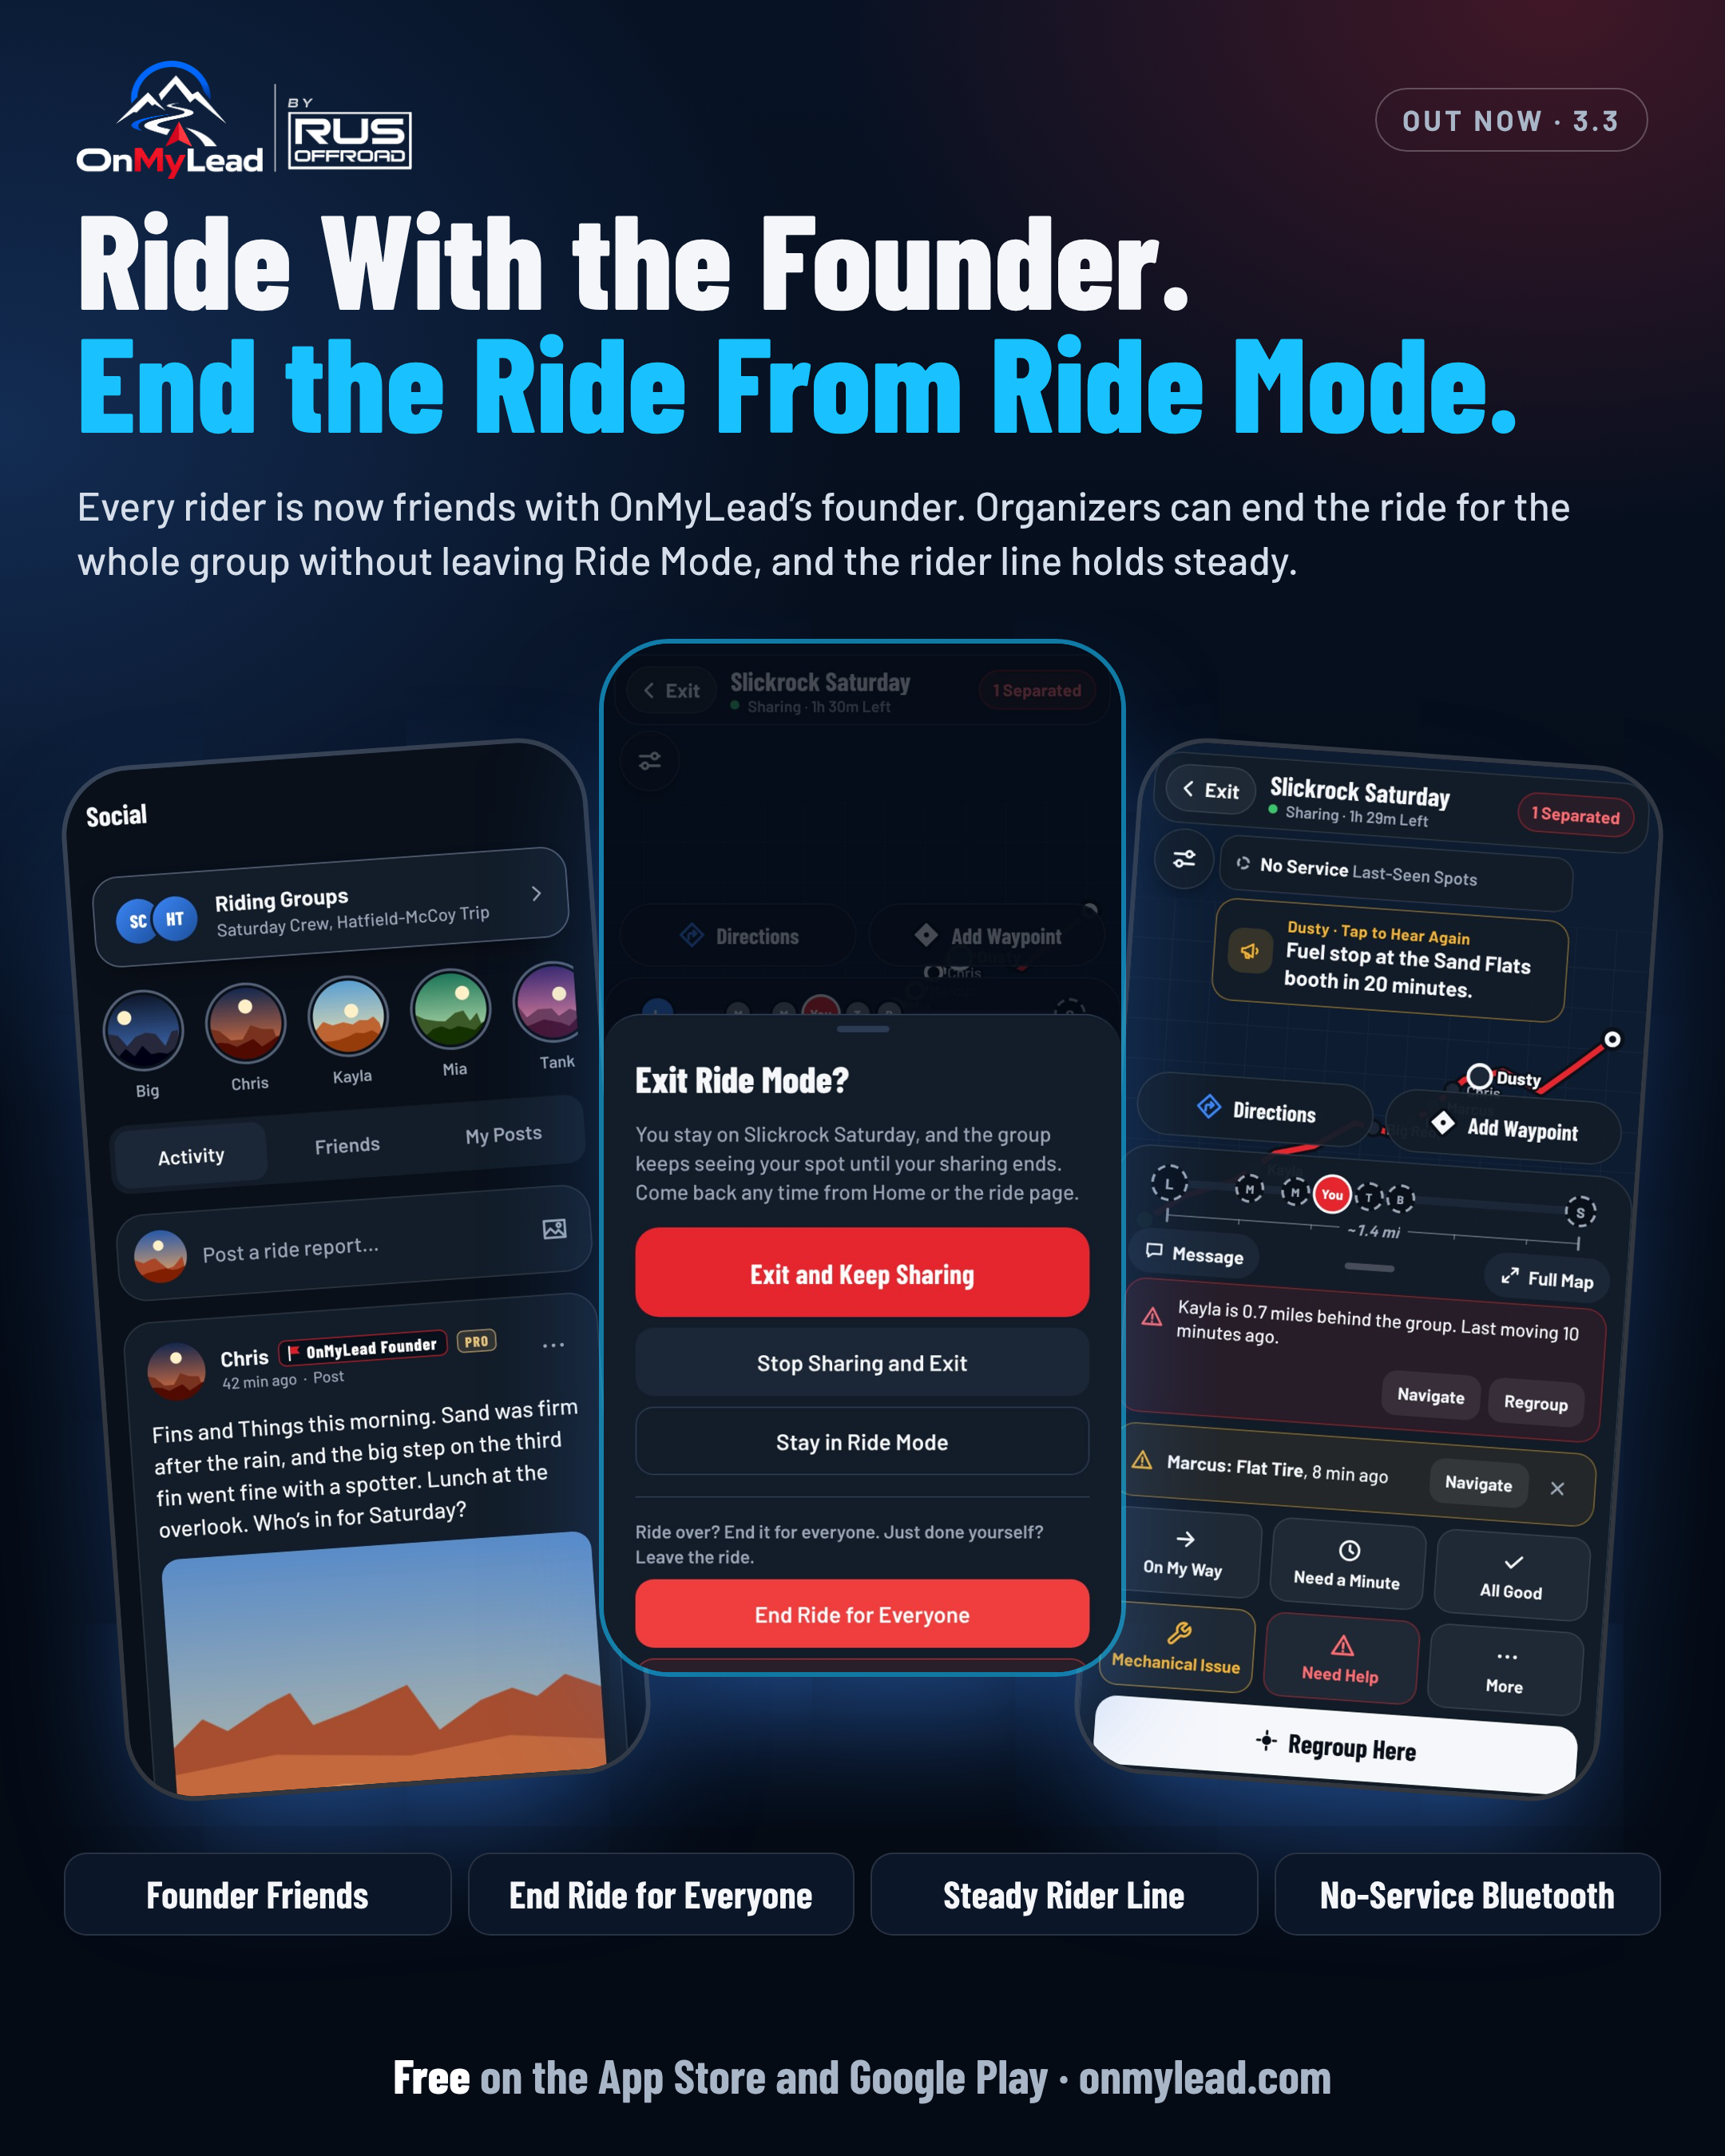 OnMyLead
BY
RUS
OFFROAD
OUT NOW · 3.3
Ride With the Founder.
End the Ride From Ride Mode.
Every rider is now friends with OnMyLead’s founder. Organizers can end the ride for the
whole group without leaving Ride Mode, and the rider line holds steady.
Social
SC
HT
Riding Groups
Saturday Crew, Hatfield-McCoy Trip
Big
Chris
Kayla
Mia
Tank
Activity
Friends
My Posts
Post a ride report...
Chris
OnMyLead Founder
PRO
42 min ago · Post
Fins and Things this morning. Sand was firm
after the rain, and the big step on the third
fin went fine with a spotter. Lunch at the
overlook. Who’s in for Saturday?
Exit
Slickrock Saturday
Sharing · 1h 30m Left
1 Separated
Directions
Add Waypoint
Chris
You
Exit Ride Mode?
You stay on Slickrock Saturday, and the group
keeps seeing your spot until your sharing ends.
Come back any time from Home or the ride page.
Exit and Keep Sharing
Stop Sharing and Exit
Stay in Ride Mode
Ride over? End it for everyone. Just done yourself?
Leave the ride.
End Ride for Everyone
Exit
Slickrock Saturday
Sharing · 1h 29m Left
1 Separated
No Service Last-Seen Spots
Dusty · Tap to Hear Again
Fuel stop at the Sand Flats
booth in 20 minutes.
Dusty
Chris
Directions
Add Waypoint
Kayla
L
M
M
You
T
B
S
~1.4 mi
Message
Full Map
Kayla is 0.7 miles behind the group. Last moving 10
minutes ago.
Navigate
Regroup
Marcus: Flat Tire, 8 min ago
Navigate
On My Way
Need a Minute
All Good
Mechanical Issue
Need Help
More
Regroup Here
Founder Friends
End Ride for Everyone
Steady Rider Line
No-Service Bluetooth
Free on the App Store and Google Play · onmylead.com